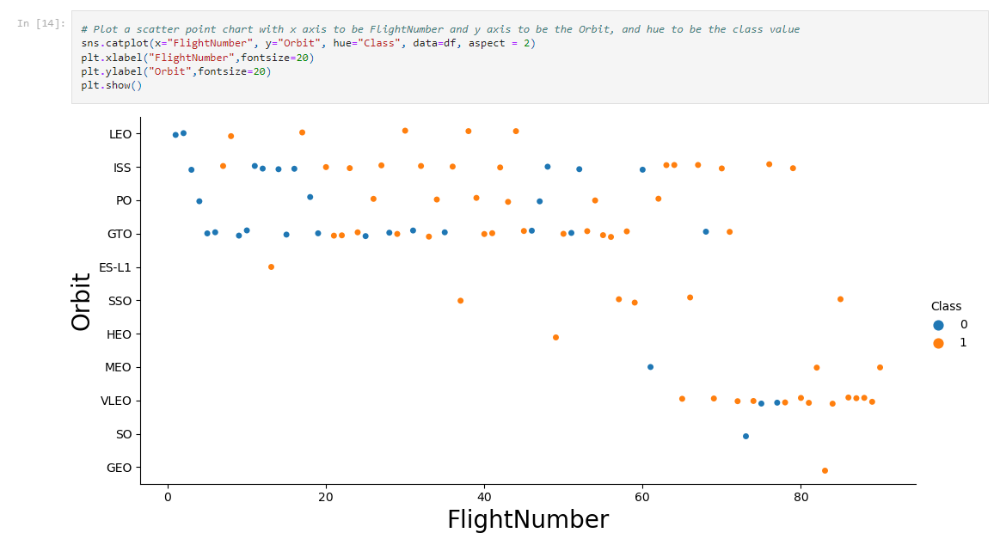 In [14]:
# Plot a scatter point chart with x axis to be FlightNumber and y axis to be the Orbit, and hue to be the class value
sns.catplot(x="FlightNumber", y="Orbit", hue="Class", data=df, aspect = 2)
plt.xlabel("FlightNumber",fontsize=20)
plt.ylabel("Orbit",fontsize=20)
plt.show()
LEO
ISS
PO
GTO
ES-L1
SSO
HEO
MEO
VLEO
SO
GEO
Orbit
0 20 40 60 80
FlightNumber
Class
0
1